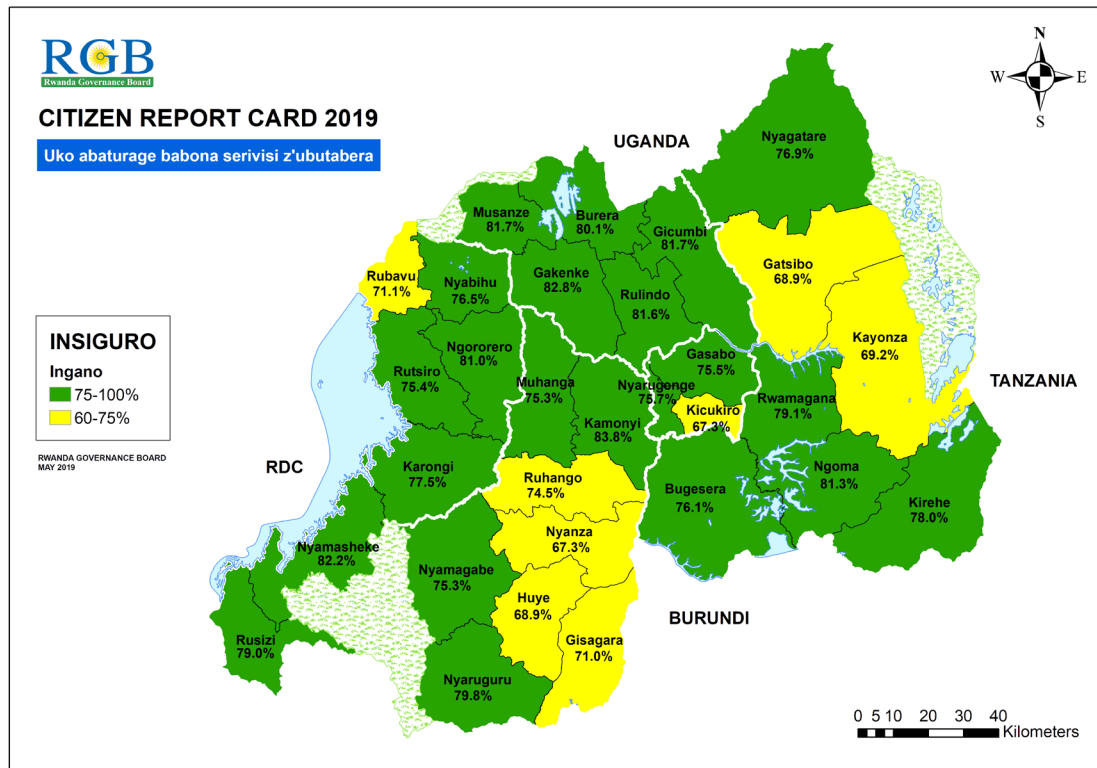 RGB
Rwanda Governance Board
CITIZEN REPORT CARD 2019
Uko abaturage babona serivisi z'ubutabera
N
W
E
S
UGANDA
Nyagatare
76.9%
Musanze
81.7%
Burera
80.1%
Gicumbi
81.7%
Gatsibo
68.9%
Rubavu
71.1%
Nyabihu
76.5%
Gakenke
82.8%
Rulindo
81.6%
Kayonza
69.2%
INSIGURO
Ingano
75-100%
60-75%
RWANDA GOVERNANCE BOARD
MAY 2019
Rutsiro
75.4%
Ngororero
81.0%
Muhanga
75.3%
Kamonyi
83.8%
Nyarugenge
75.7%
Gasabo
75.5%
Kicukiro
67.3%
Rwamagana
79.1%
TANZANIA
RDC
Karongi
77.5%
Ruhango
74.5%
Bugesera
76.1%
Ngoma
81.3%
Kirehe
78.0%
Nyamasheke
82.2%
Nyamagabe
75.3%
Nyanza
67.3%
Huye
68.9%
Gisagara
71.0%
BURUNDI
Rusizi
79.0%
Nyaruguru
79.8%
0 5 10 20 30 40
Kilometers